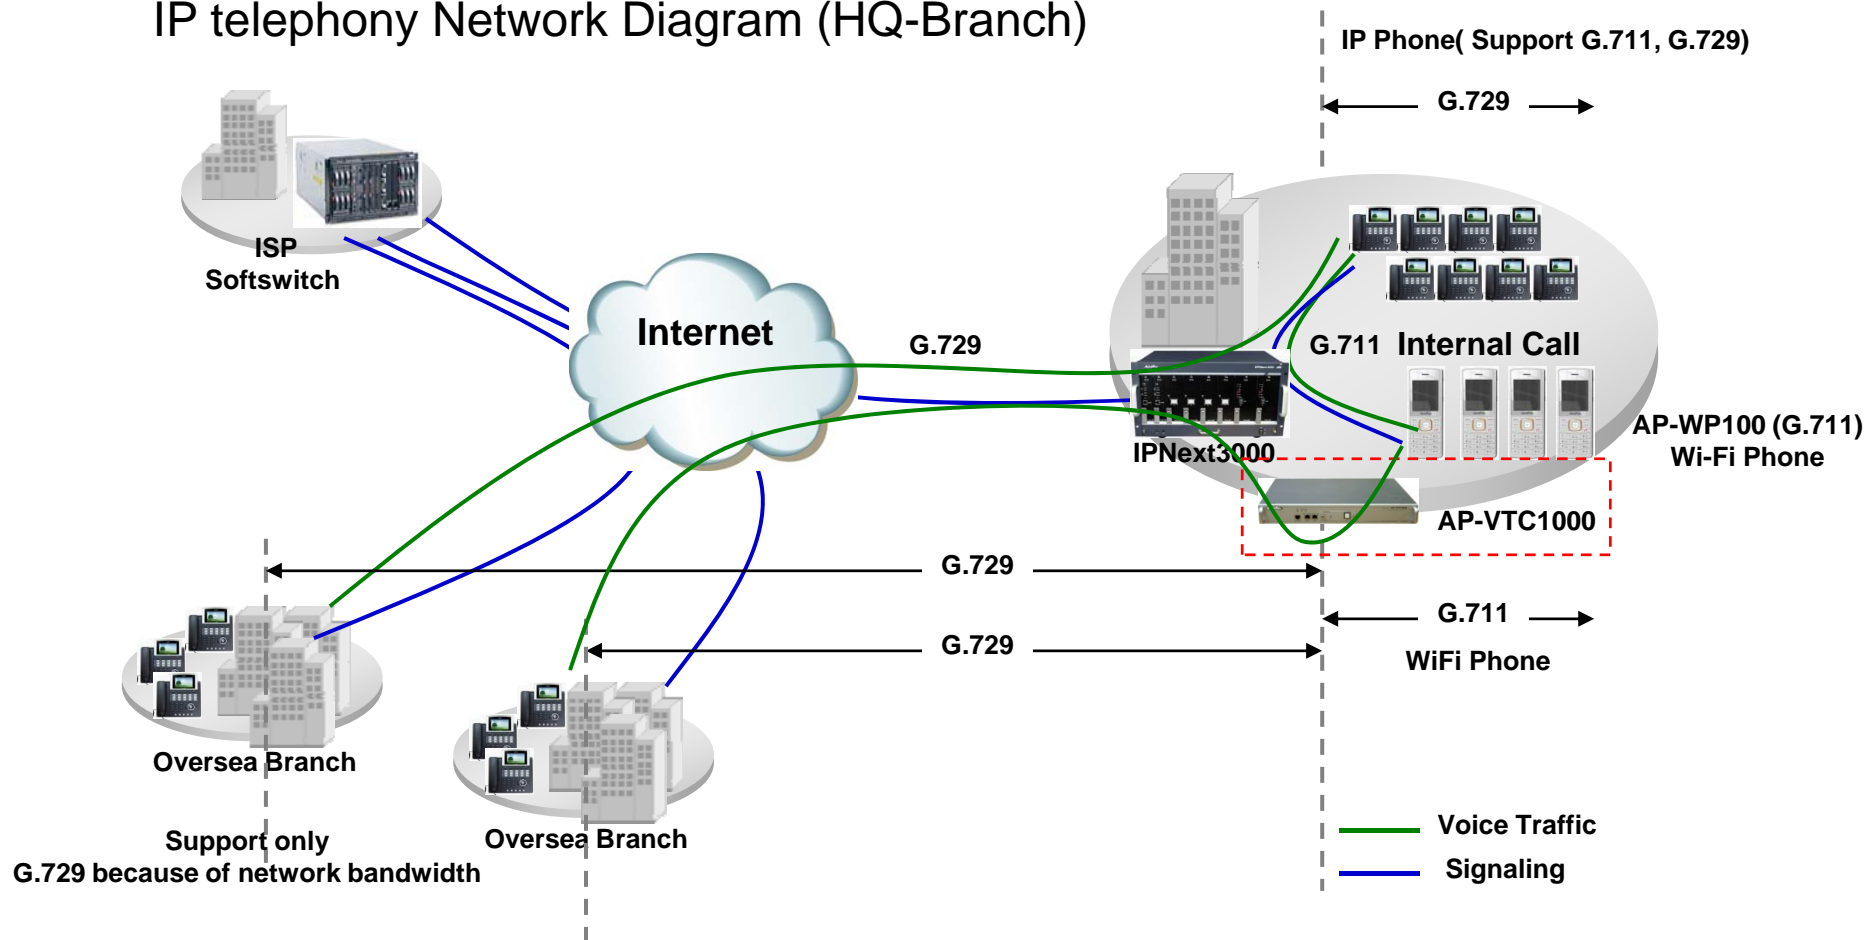 IP telephony Network Diagram (HQ-Branch)
IP Phone( Support G.711, G.729)
G.729
ISP
Softswitch
Internet
G.729
G.711
Internal Call
IPNext3000
AP-WP100 (G.711)
Wi-Fi Phone
AP-VTC1000
G.729
G.711
G.729
WiFi Phone
Oversea Branch
Oversea Branch
Support only
G.729 because of network bandwidth
Voice Traffic
Signaling